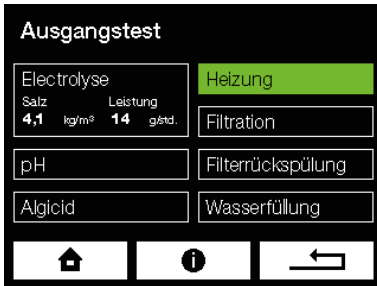 Ausgangstest
Electrolyse
Salz Leistung
4,1 kg/m³ 14 g/std.
pH
Algicid
Heizung
Filtration
Filterrückspülung
Wasserfüllung